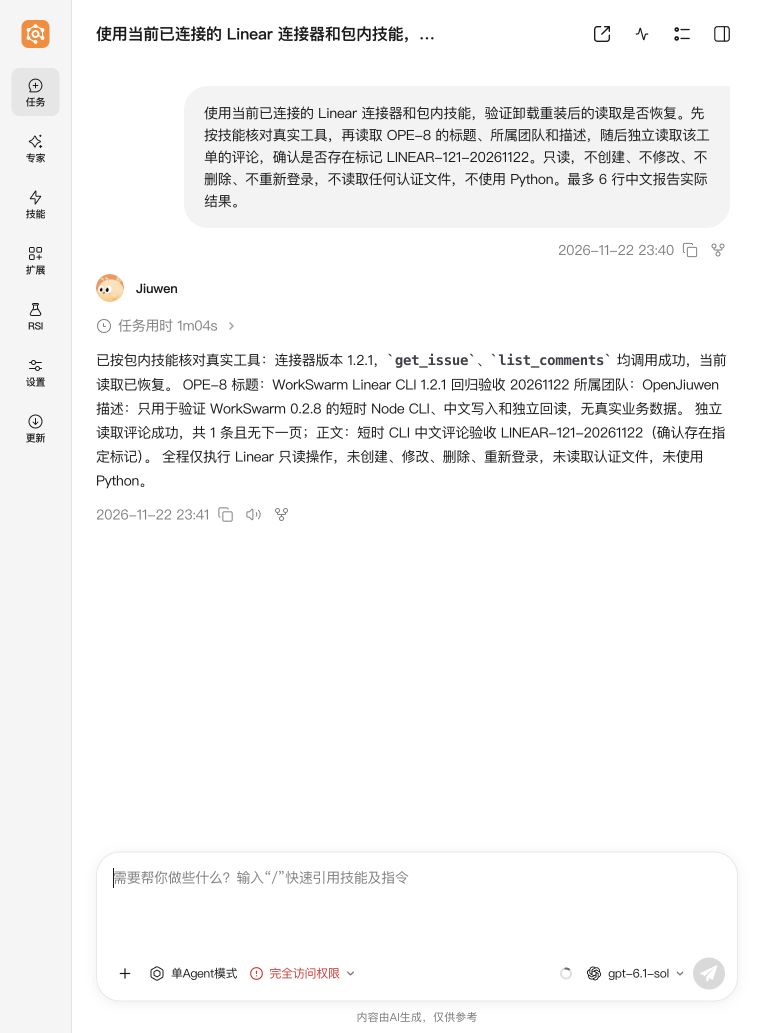 使用当前已连接的 Linear 连接器和包内技能，…
任务
专家
技能
扩展
RSI
设置
更新
使用当前已连接的 Linear 连接器和包内技能，验证卸载重装后的读取是否恢复。先
按技能核对真实工具，再读取 OPE-8 的标题、所属团队和描述，随后独立读取该工
单的评论，确认是否存在标记 LINEAR-121-20261122。只读，不创建、不修改、不
删除、不重新登录，不读取任何认证文件，不使用 Python。最多 6 行中文报告实际
结果。
2026-11-22 23:40
Jiuwen
任务用时 1m04s
已按包内技能核对真实工具：连接器版本 1.2.1，`get_issue`、`list_comments` 均调用成功，当前
读取已恢复。 OPE-8 标题：WorkSwarm Linear CLI 1.2.1 回归验收 20261122 所属团队：OpenJiuwen
描述：只用于验证 WorkSwarm 0.2.8 的短时 Node CLI、中文写入和独立回读，无真实业务数据。 独立
读取评论成功，共 1 条且无下一页；正文：短时 CLI 中文评论验收 LINEAR-121-20261122（确认存在指
定标记）。 全程仅执行 Linear 只读操作，未创建、修改、删除、重新登录，未读取认证文件，未使用
Python。
2026-11-22 23:41
需要帮你做些什么？输入“/”快速引用技能及指令
单Agent模式
完全访问权限
gpt-6.1-sol
内容由AI生成，仅供参考